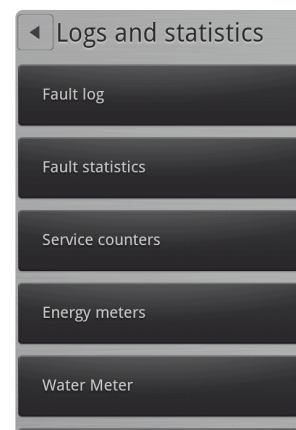 Logs and statistics
Fault log
Fault statistics
Service counters
Energy meters
Water Meter